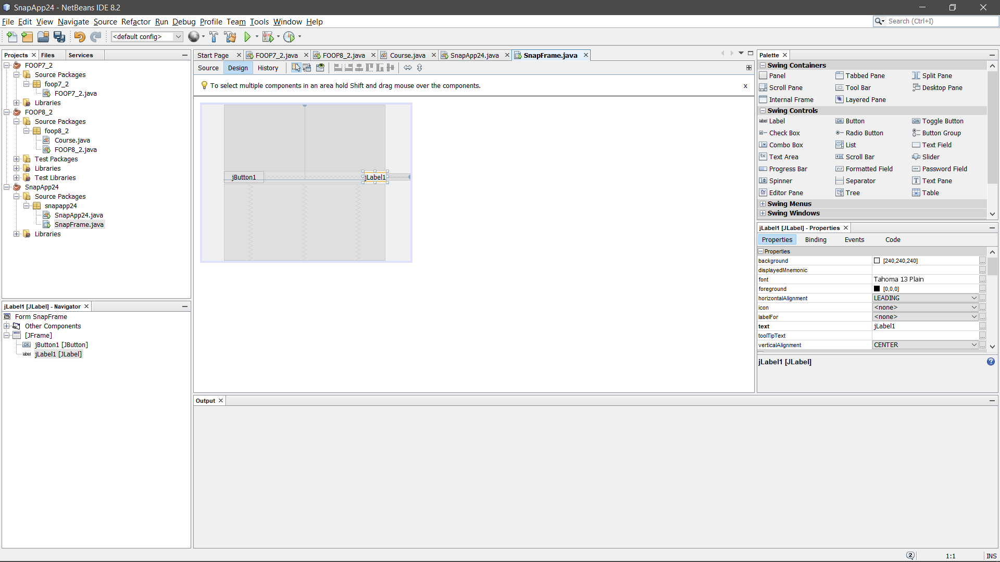 SnapApp24 - NetBeans IDE 8.2
File Edit View Navigate Source Refactor Run Debug Profile Team Tools Window Help
Search (Ctrl+I)
<default config>
Projects Files Services
FOOP7_2
Source Packages
foop7_2
FOOP7_2.java
Libraries
FOOP8_2
Source Packages
foop8_2
Course.java
FOOP8_2.java
Test Packages
Libraries
Test Libraries
SnapApp24
Source Packages
snapapp24
SnapApp24.java
SnapFrame.java
Libraries
jLabel1 [JLabel] - Navigator
Form SnapFrame
Other Components
[JFrame]
OK jButton1 [JButton]
label jLabel1 [JLabel]
Start Page FOOP7_2.java FOOP8_2.java Course.java SnapApp24.java SnapFrame.java
Source Design History
To select multiple components in an area hold Shift and drag mouse over the components. x
jButton1 jLabel1
Output
Palette
Swing Containers
Panel Tabbed Pane Split Pane
Scroll Pane Tool Bar Desktop Pane
Internal Frame Layered Pane
Swing Controls
label Label OK Button ON Toggle Button
Check Box Radio Button Button Group
Combo Box List Text Field
Text Area Scroll Bar Slider
Progress Bar Formatted Field Password Field
Spinner Separator Text Pane
Editor Pane Tree Table
Swing Menus
Swing Windows
jLabel1 [JLabel] - Properties
Properties Binding Events Code
Properties
background [240,240,240] ...
displayedMnemonic ...
font Tahoma 13 Plain ...
foreground [0,0,0] ...
horizontalAlignment LEADING ...
icon <none> ...
labelFor <none> ...
text jLabel1 ...
toolTipText ...
verticalAlignment CENTER ...
jLabel1 [JLabel] ?
2 1:1 INS